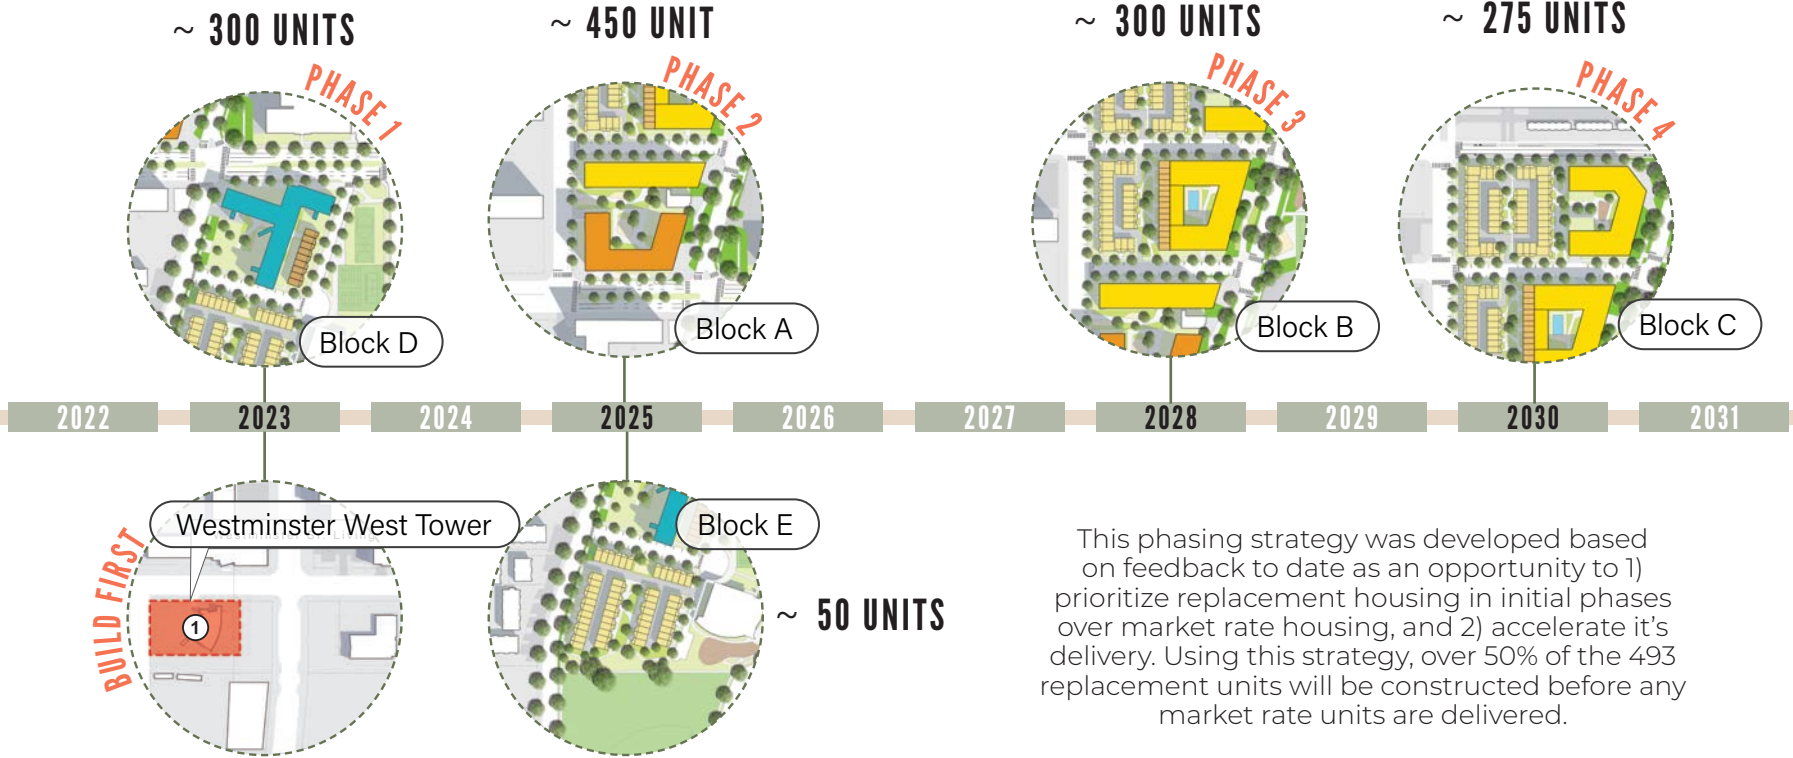 ~ 300 UNITS
~ 450 UNIT
~ 300 UNITS
~ 275 UNITS
PHASE 1
PHASE 2
PHASE 3
PHASE 4
Block D
Block A
Block B
Block C
2022
2023
2024
2025
2026
2027
2028
2029
2030
2031
BUILD FIRST
Westminster West Tower
1
Block E
~ 50 UNITS
This phasing strategy was developed based
on feedback to date as an opportunity to 1)
prioritize replacement housing in initial phases
over market rate housing, and 2) accelerate it's
delivery. Using this strategy, over 50% of the 493
replacement units will be constructed before any
market rate units are delivered.